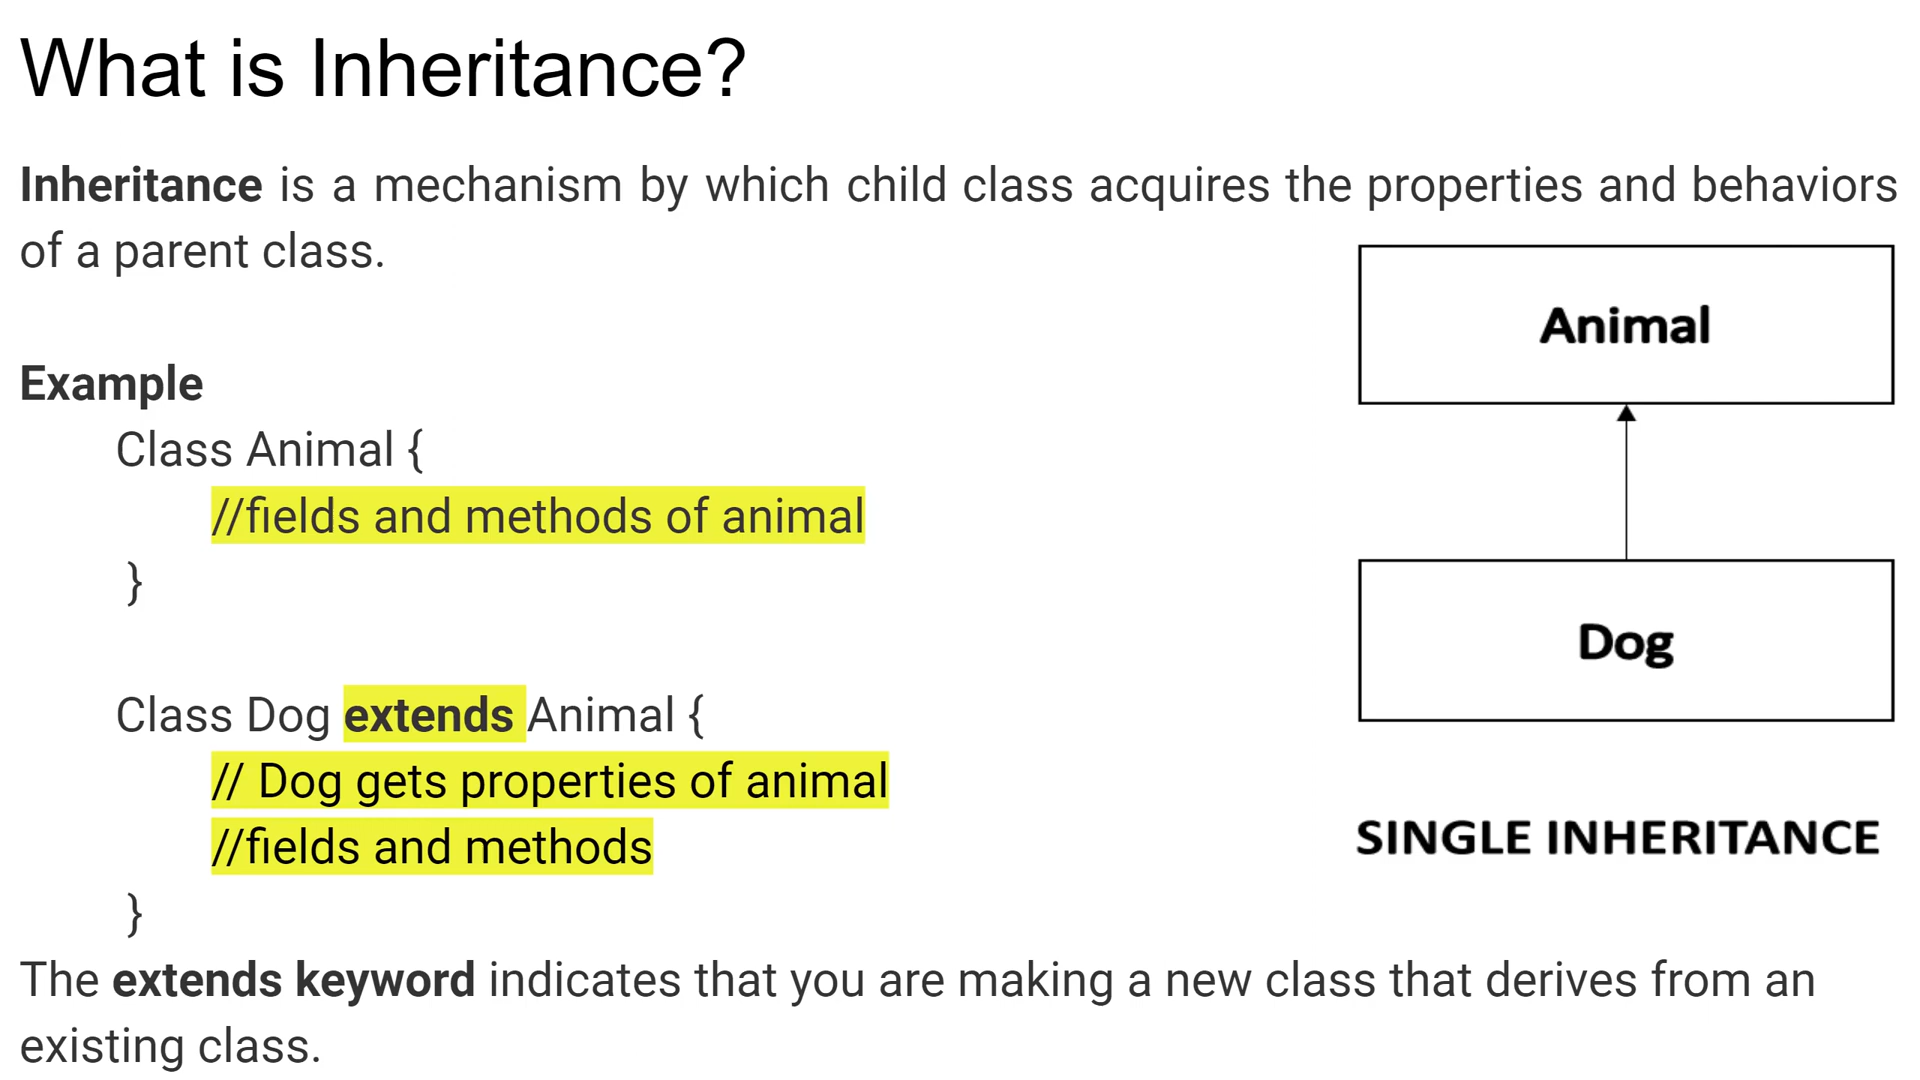 What is Inheritance?
Inheritance is a mechanism by which child class acquires the properties and behaviors
of a parent class.
Example
Class Animal {
//fields and methods of animal
}
Class Dog extends Animal {
// Dog gets properties of animal
//fields and methods
}
The extends keyword indicates that you are making a new class that derives from an
existing class.
Animal
Dog
SINGLE INHERITANCE